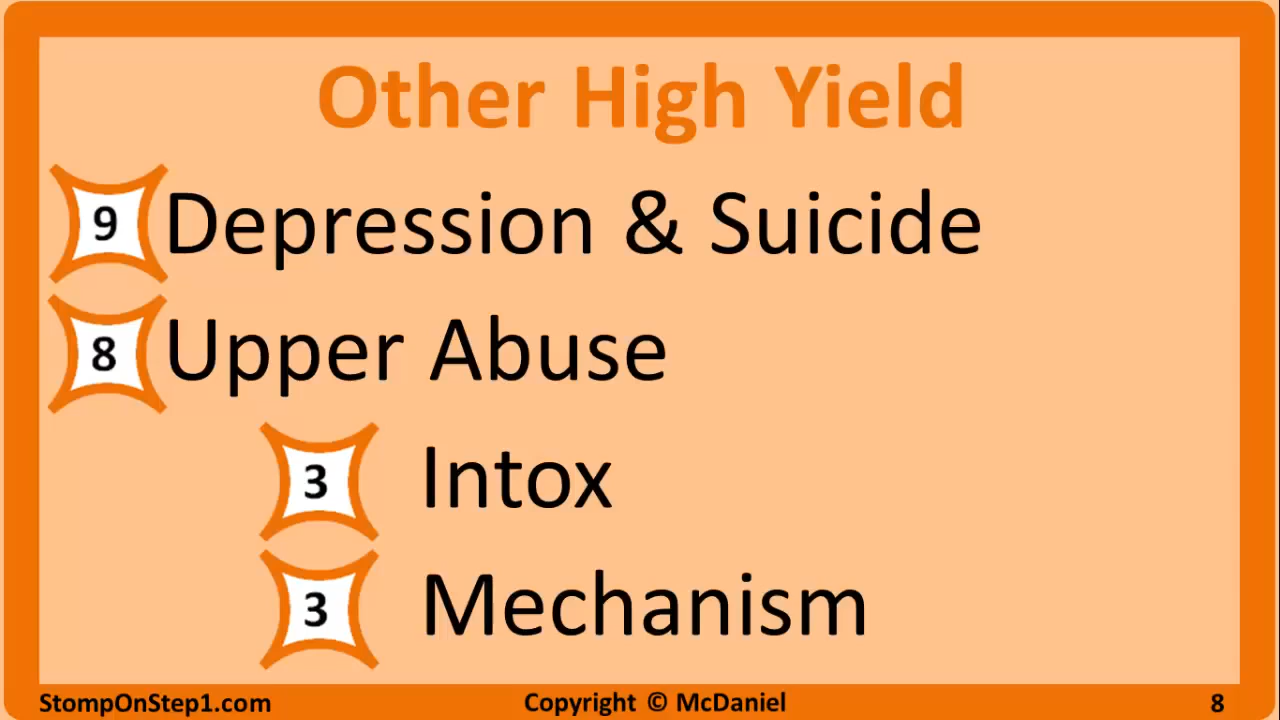 Other High Yield
9 Depression & Suicide
8 Upper Abuse
3 Intox
3 Mechanism
StompOnStep1.com Copyright © McDaniel 8